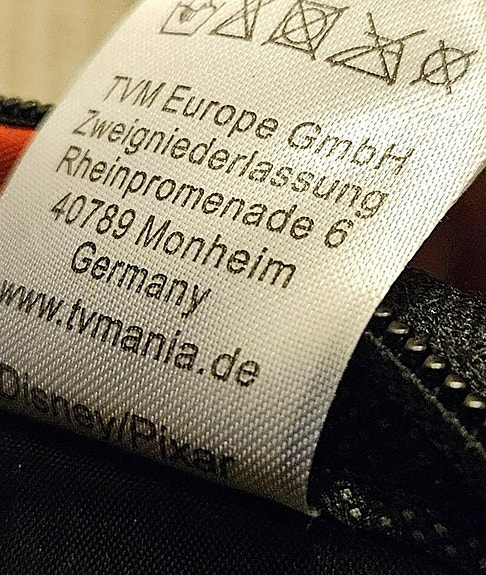 TVM Europe GmbH
Zweigniederlassung
Rheinpromenade 6
40789 Monheim
Germany
www.tvmania.de
Disney/Pixar